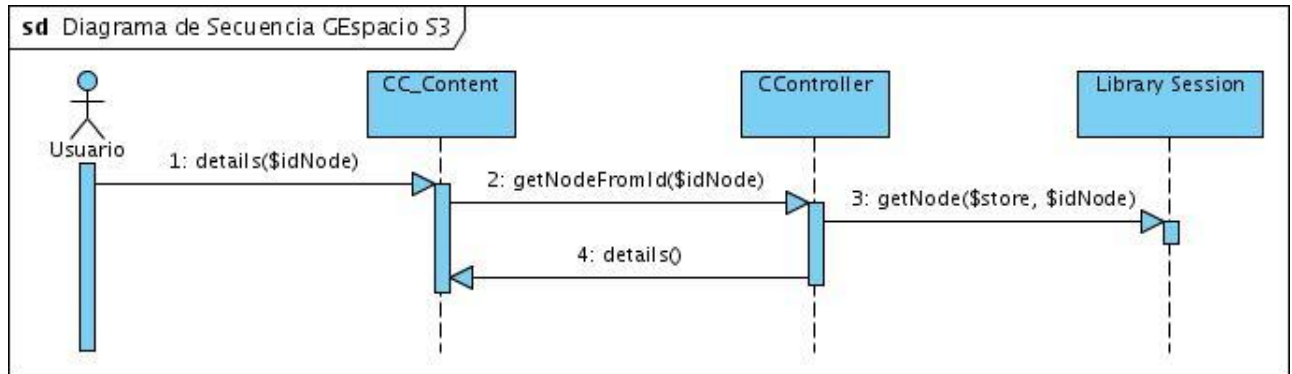 sd Diagrama de Secuencia GEspacio S3
CC_Content
CController
Library Session
Usuario
1: details($idNode)
2: getNodeFromId($idNode)
3: getNode($store, $idNode)
4: details()